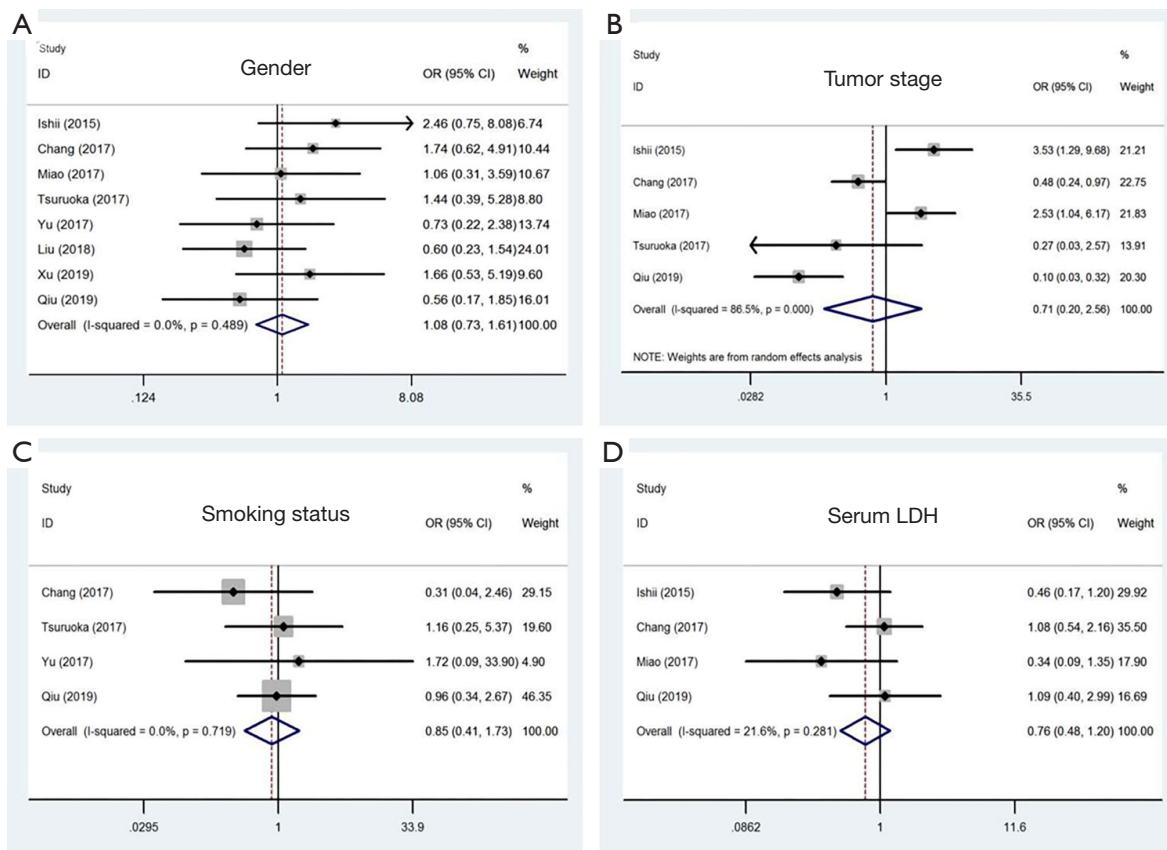 A
Study %
ID Gender OR (95% CI) Weight
Ishii (2015) 2.46 (0.75, 8.08) 6.74
Chang (2017) 1.74 (0.62, 4.91) 10.44
Miao (2017) 1.06 (0.31, 3.59) 10.67
Tsuruoka (2017) 1.44 (0.39, 5.28) 8.80
Yu (2017) 0.73 (0.22, 2.38) 13.74
Liu (2018) 0.60 (0.23, 1.54) 24.01
Xu (2019) 1.66 (0.53, 5.19) 9.60
Qiu (2019) 0.56 (0.17, 1.85) 16.01
Overall (I-squared = 0.0%, p = 0.489) 1.08 (0.73, 1.61) 100.00
.124 1 8.08
B
Study %
Tumor stage
ID OR (95% CI) Weight
Ishii (2015) 3.53 (1.29, 9.68) 21.21
Chang (2017) 0.48 (0.24, 0.97) 22.75
Miao (2017) 2.53 (1.04, 6.17) 21.83
Tsuruoka (2017) 0.27 (0.03, 2.57) 13.91
Qiu (2019) 0.10 (0.03, 0.32) 20.30
Overall (I-squared = 86.5%, p = 0.000) 0.71 (0.20, 2.56) 100.00
NOTE: Weights are from random effects analysis
.0282 1 35.5
C
Study %
Smoking status
ID OR (95% CI) Weight
Chang (2017) 0.31 (0.04, 2.46) 29.15
Tsuruoka (2017) 1.16 (0.25, 5.37) 19.60
Yu (2017) 1.72 (0.09, 33.90) 4.90
Qiu (2019) 0.96 (0.34, 2.67) 46.35
Overall (I-squared = 0.0%, p = 0.719) 0.85 (0.41, 1.73) 100.00
.0295 1 33.9
D
Study %
Serum LDH
ID OR (95% CI) Weight
Ishii (2015) 0.46 (0.17, 1.20) 29.92
Chang (2017) 1.08 (0.54, 2.16) 35.50
Miao (2017) 0.34 (0.09, 1.35) 17.90
Qiu (2019) 1.09 (0.40, 2.99) 16.69
Overall (I-squared = 21.6%, p = 0.281) 0.76 (0.48, 1.20) 100.00
.0862 1 11.6